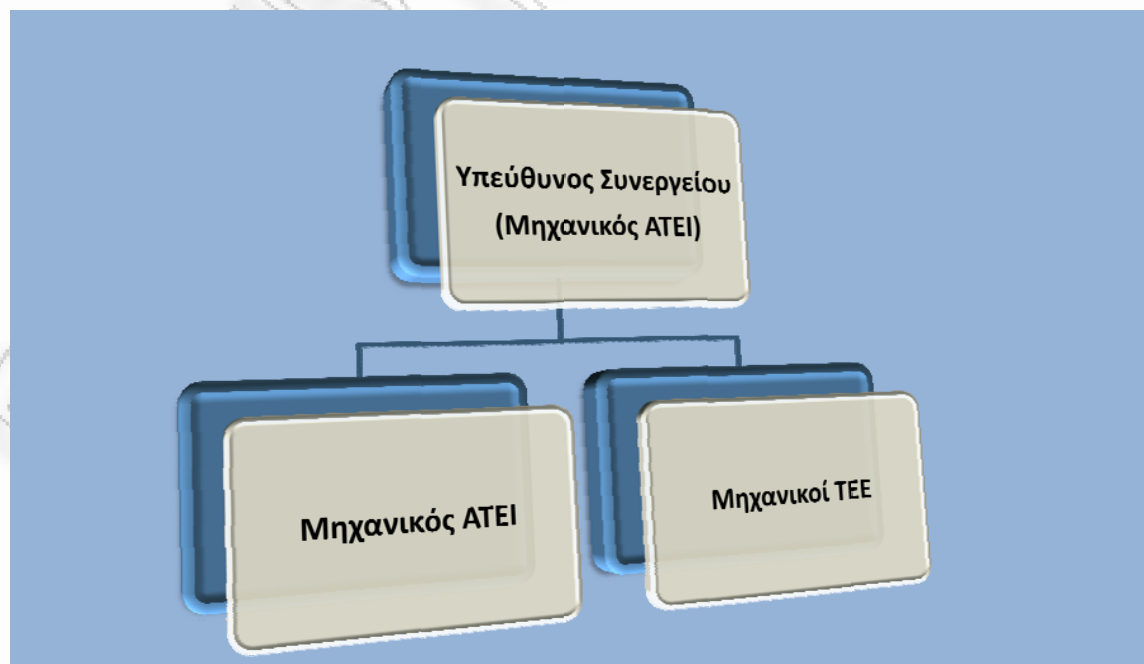 Υπεύθυνος Συνεργείου
(Μηχανικός ΑΤΕΙ)
Μηχανικός ΑΤΕΙ
Μηχανικοί ΤΕΕ